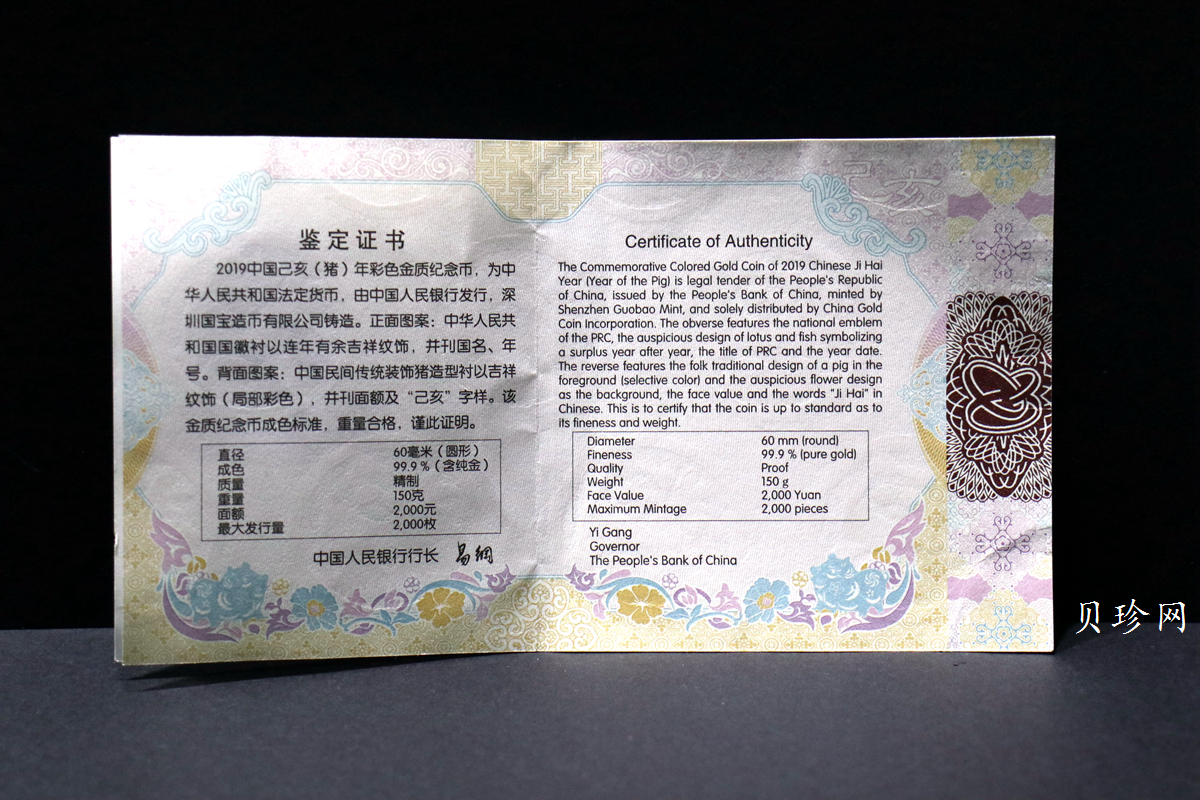 鉴定证书
2019中国己亥（猪）年彩色金质纪念币，为中
华人民共和国法定货币，由中国人民银行发行，深
圳国宝造币有限公司铸造。正面图案：中华人民共
和国国徽衬以连年有余吉祥纹饰，并刊国名、年
号。背面图案：中国民间传统装饰猪造型衬以吉祥
纹饰（局部彩色），并刊面额及“己亥”字样。该
金质纪念币成色标准，重量合格，谨此证明。
直径 60毫米（圆形）
成色 99.9％（含纯金）
质量 精制
重量 150克
面额 2,000元
最大发行量 2,000枚
中国人民银行行长 易纲
己亥
Certificate of Authenticity
The Commemorative Colored Gold Coin of 2019 Chinese Ji Hai
Year (Year of the Pig) is legal tender of the People's Republic
of China, issued by the People's Bank of China, minted by
Shenzhen Guobao Mint, and solely distributed by China Gold
Coin Incorporation. The obverse features the national emblem
of the PRC, the auspicious design of lotus and fish symbolizing
a surplus year after year, the title of PRC and the year date.
The reverse features the folk traditional design of a pig in the
foreground (selective color) and the auspicious flower design
as the background, the face value and the words "Ji Hai" in
Chinese. This is to certify that the coin is up to standard as to
its fineness and weight.
Diameter 60 mm (round)
Fineness 99.9 % (pure gold)
Quality Proof
Weight 150 g
Face Value 2,000 Yuan
Maximum Mintage 2,000 pieces
Yi Gang
Governor
The People's Bank of China
贝珍网